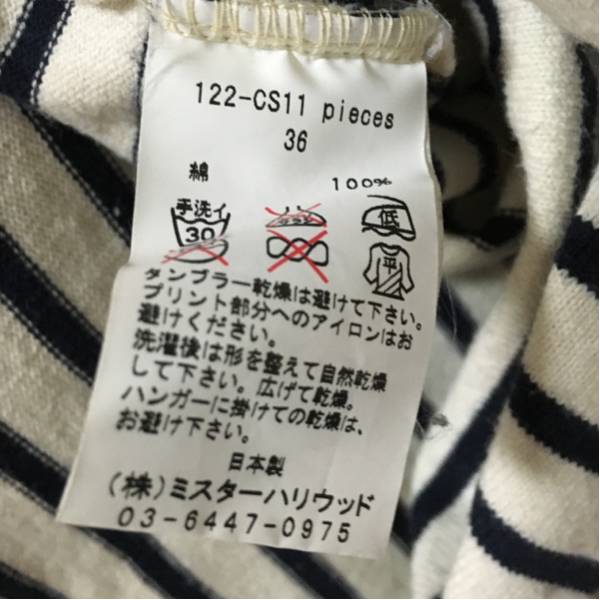 122-CS11 pieces
36
綿 100%
手洗イ
30
低
平
タンブラー乾燥は避けて下さい。
プリント部分へのアイロンはお
避けください。
洗濯後は形を整えて自然乾燥
して下さい。広げて乾燥。
ハンガーに掛けての乾燥は、
お避け下さい。
日本製
(株)ミスターハリウッド
03-6447-0975